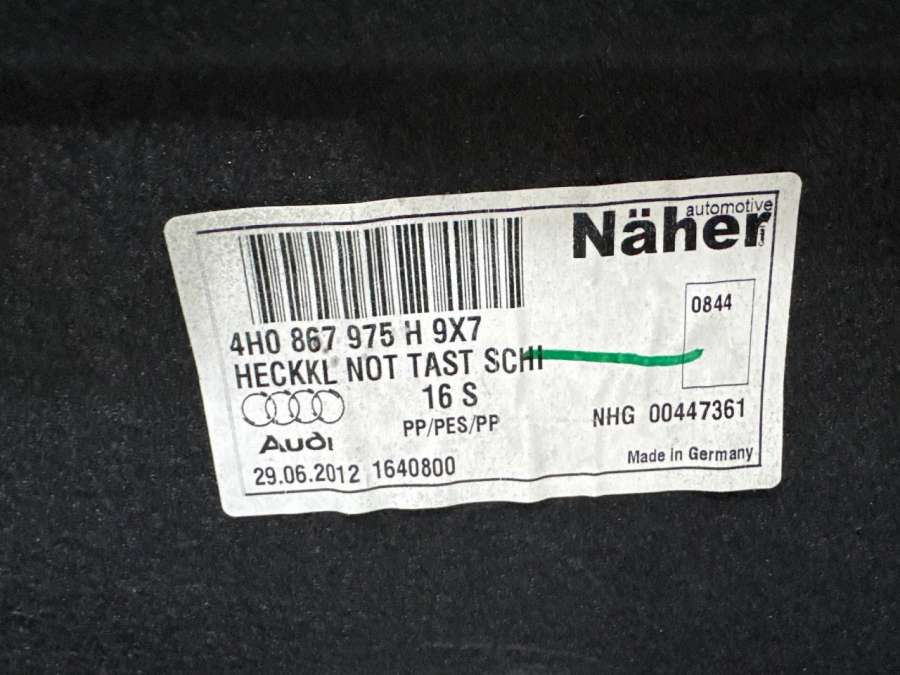 automotive
Näher
GmbH
0844
4H0 867 975 H 9X7
HECKKL NOT TAST SCHI
16 S
PP/PES/PP
NHG 00447361
Audi
29.06.2012 1640800
Made in Germany